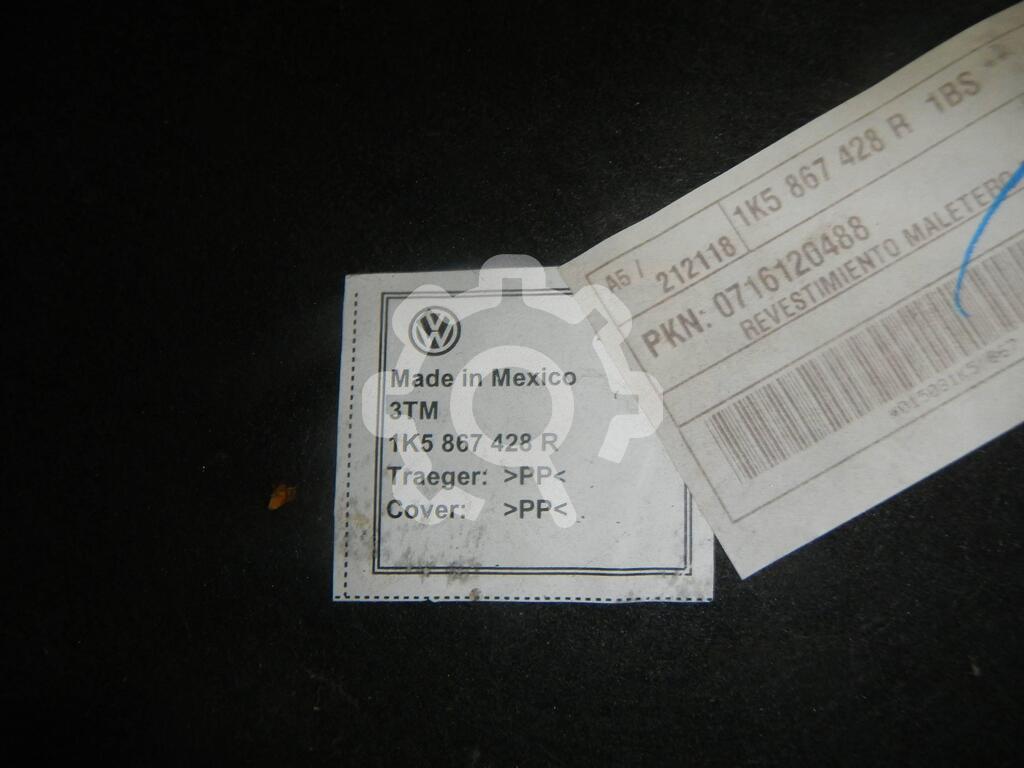 Made in Mexico
3TM
1K5 867 428 R
Traeger: >PP<
Cover: >PP<
A5 /
212118
1K5 867 428 R 1BS **
PKN: 0716120488
REVESTIMIENTO MALETERO